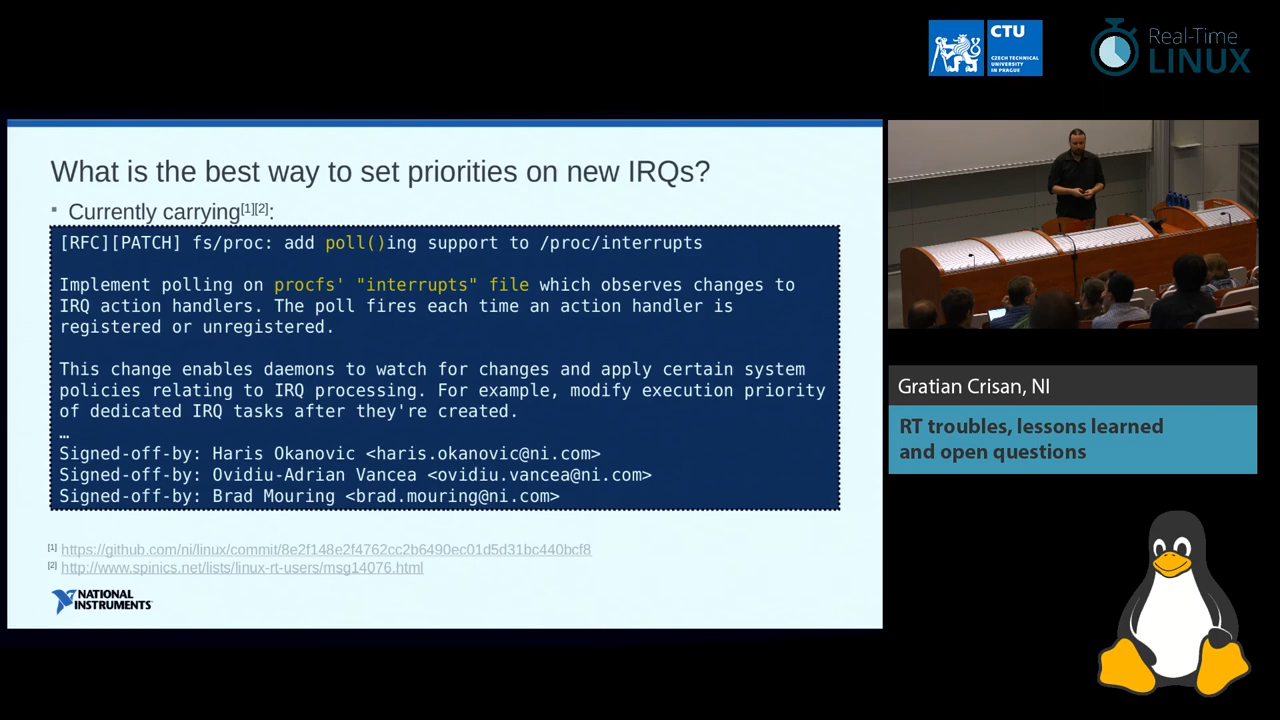 CTU
CZECH TECHNICAL
UNIVERSITY
IN PRAGUE
Real-Time
LINUX
What is the best way to set priorities on new IRQs?
▪ Currently carrying[1][2]:
[RFC][PATCH] fs/proc: add poll()ing support to /proc/interrupts
Implement polling on procfs' "interrupts" file which observes changes to
IRQ action handlers. The poll fires each time an action handler is
registered or unregistered.
This change enables daemons to watch for changes and apply certain system
policies relating to IRQ processing. For example, modify execution priority
of dedicated IRQ tasks after they're created.
…
Signed-off-by: Haris Okanovic <haris.okanovic@ni.com>
Signed-off-by: Ovidiu-Adrian Vancea <ovidiu.vancea@ni.com>
Signed-off-by: Brad Mouring <brad.mouring@ni.com>
[1] https://github.com/ni/linux/commit/8e2f148e2f4762cc2b6490ec01d5d31bc440bcf8
[2] http://www.spinics.net/lists/linux-rt-users/msg14076.html
NATIONAL
INSTRUMENTS
Gratian Crisan, NI
RT troubles, lessons learned
and open questions